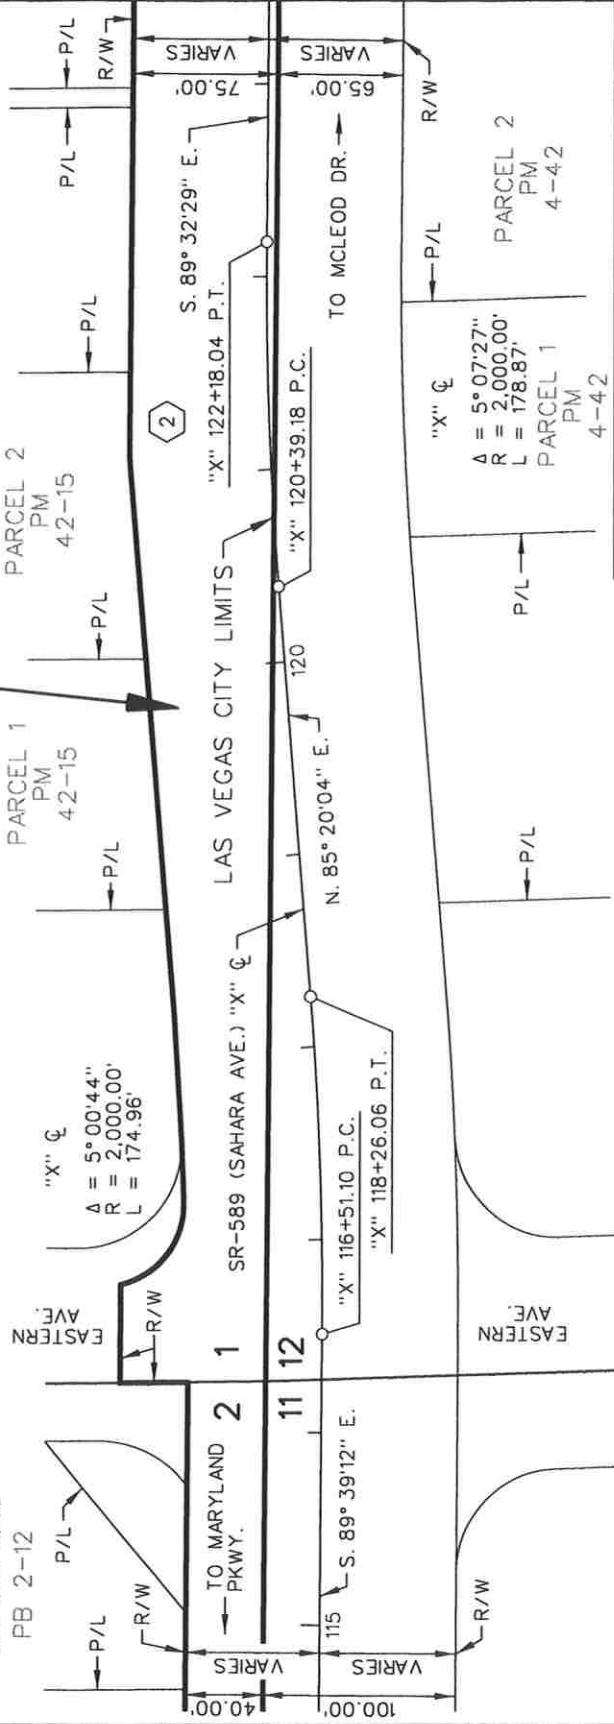 PB 2-12
P/L
P/L
R/W
R/W
EASTERN
AVE.
"X" ℄
Δ = 5° 00'44"
R = 2,000.00'
L = 174.96'
PARCEL 1
PM
42-15
P/L
P/L
PARCEL 2
PM
42-15
P/L
P/L
P/L
R/W
VARIES
75.00'
VARIES
65.00'
R/W
40.00'
VARIES
TO MARYLAND
PKWY.
2
1
11
12
SR-589 (SAHARA AVE.) "X" ℄
LAS VEGAS CITY LIMITS
2
S. 89° 32'29" E.
"X" 122+18.04 P.T.
"X" 120+39.18 P.C.
TO MCLEOD DR.
120
N. 85° 20'04" E.
"X" 116+51.10 P.C.
"X" 118+26.06 P.T.
115
S. 89° 39'12" E.
100.00'
VARIES
R/W
EASTERN
AVE.
P/L
P/L
"X" ℄
Δ = 5° 07'27"
R = 2,000.00'
L = 178.87'
PARCEL 1
PM
4-42
P/L
PARCEL 2
PM
4-42